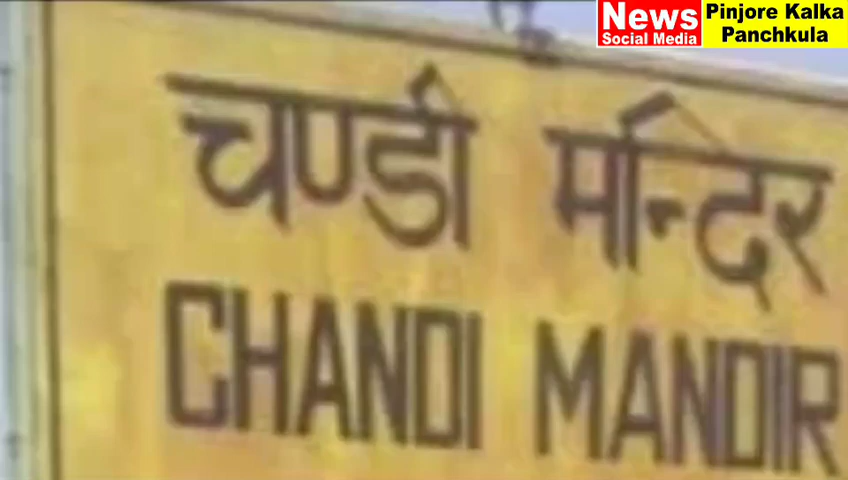 News
Social Media
Pinjore Kalka
Panchkula
चण्डी मन्दिर
CHANDI MANDIR